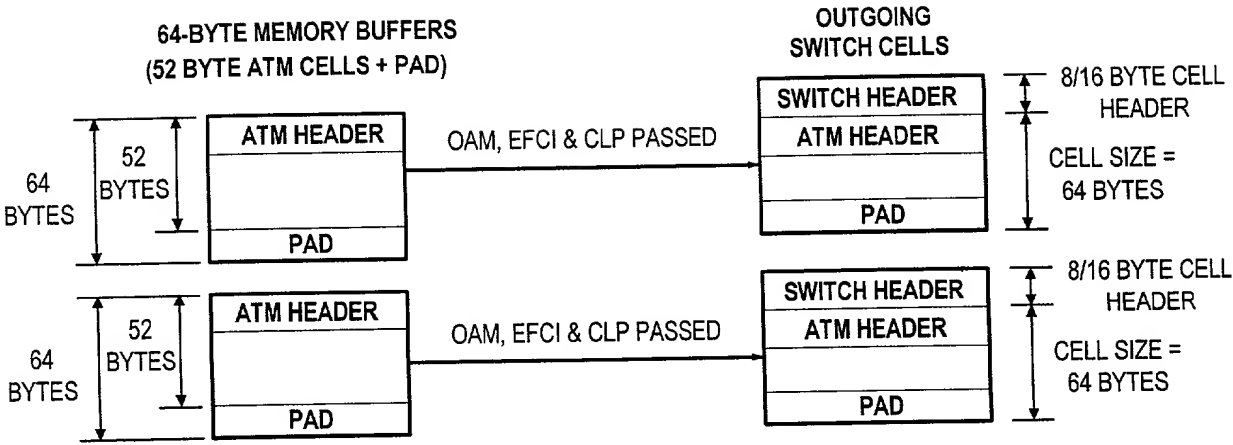 64-BYTE MEMORY BUFFERS
(52 BYTE ATM CELLS + PAD)
OUTGOING
SWITCH CELLS
64
BYTES
52
BYTES
ATM HEADER
PAD
OAM, EFCI & CLP PASSED
SWITCH HEADER
ATM HEADER
PAD
8/16 BYTE CELL
HEADER
CELL SIZE =
64 BYTES
64
BYTES
52
BYTES
ATM HEADER
PAD
OAM, EFCI & CLP PASSED
SWITCH HEADER
ATM HEADER
PAD
8/16 BYTE CELL
HEADER
CELL SIZE =
64 BYTES